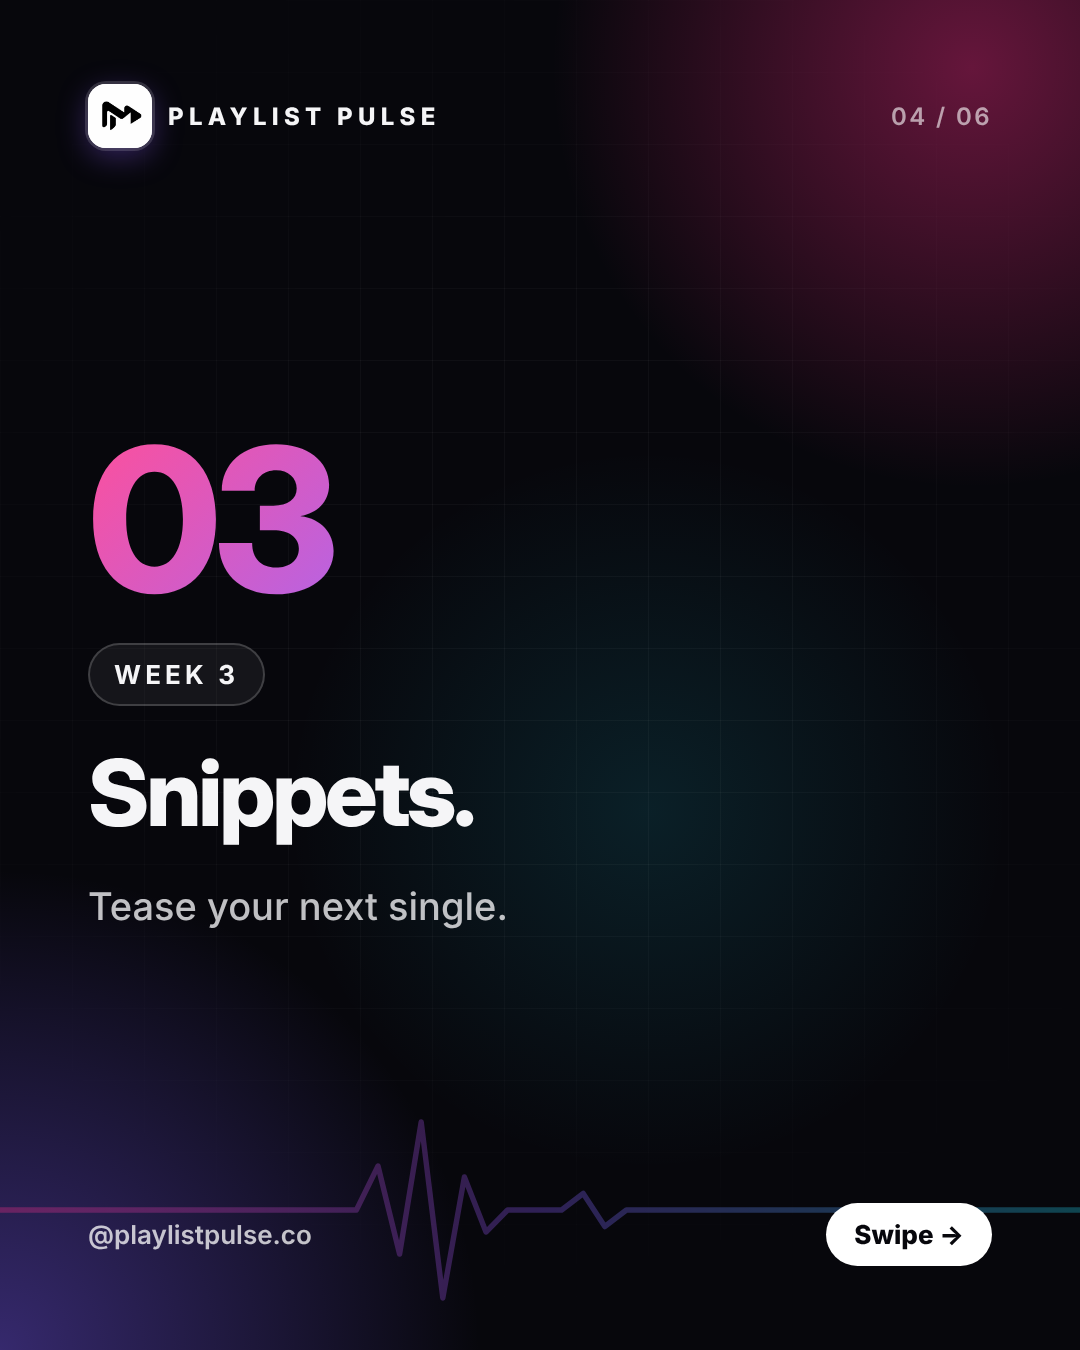 PLAYLIST PULSE
04 / 06
03
WEEK 3
Snippets.
Tease your next single.
@playlistpulse.co
Swipe →